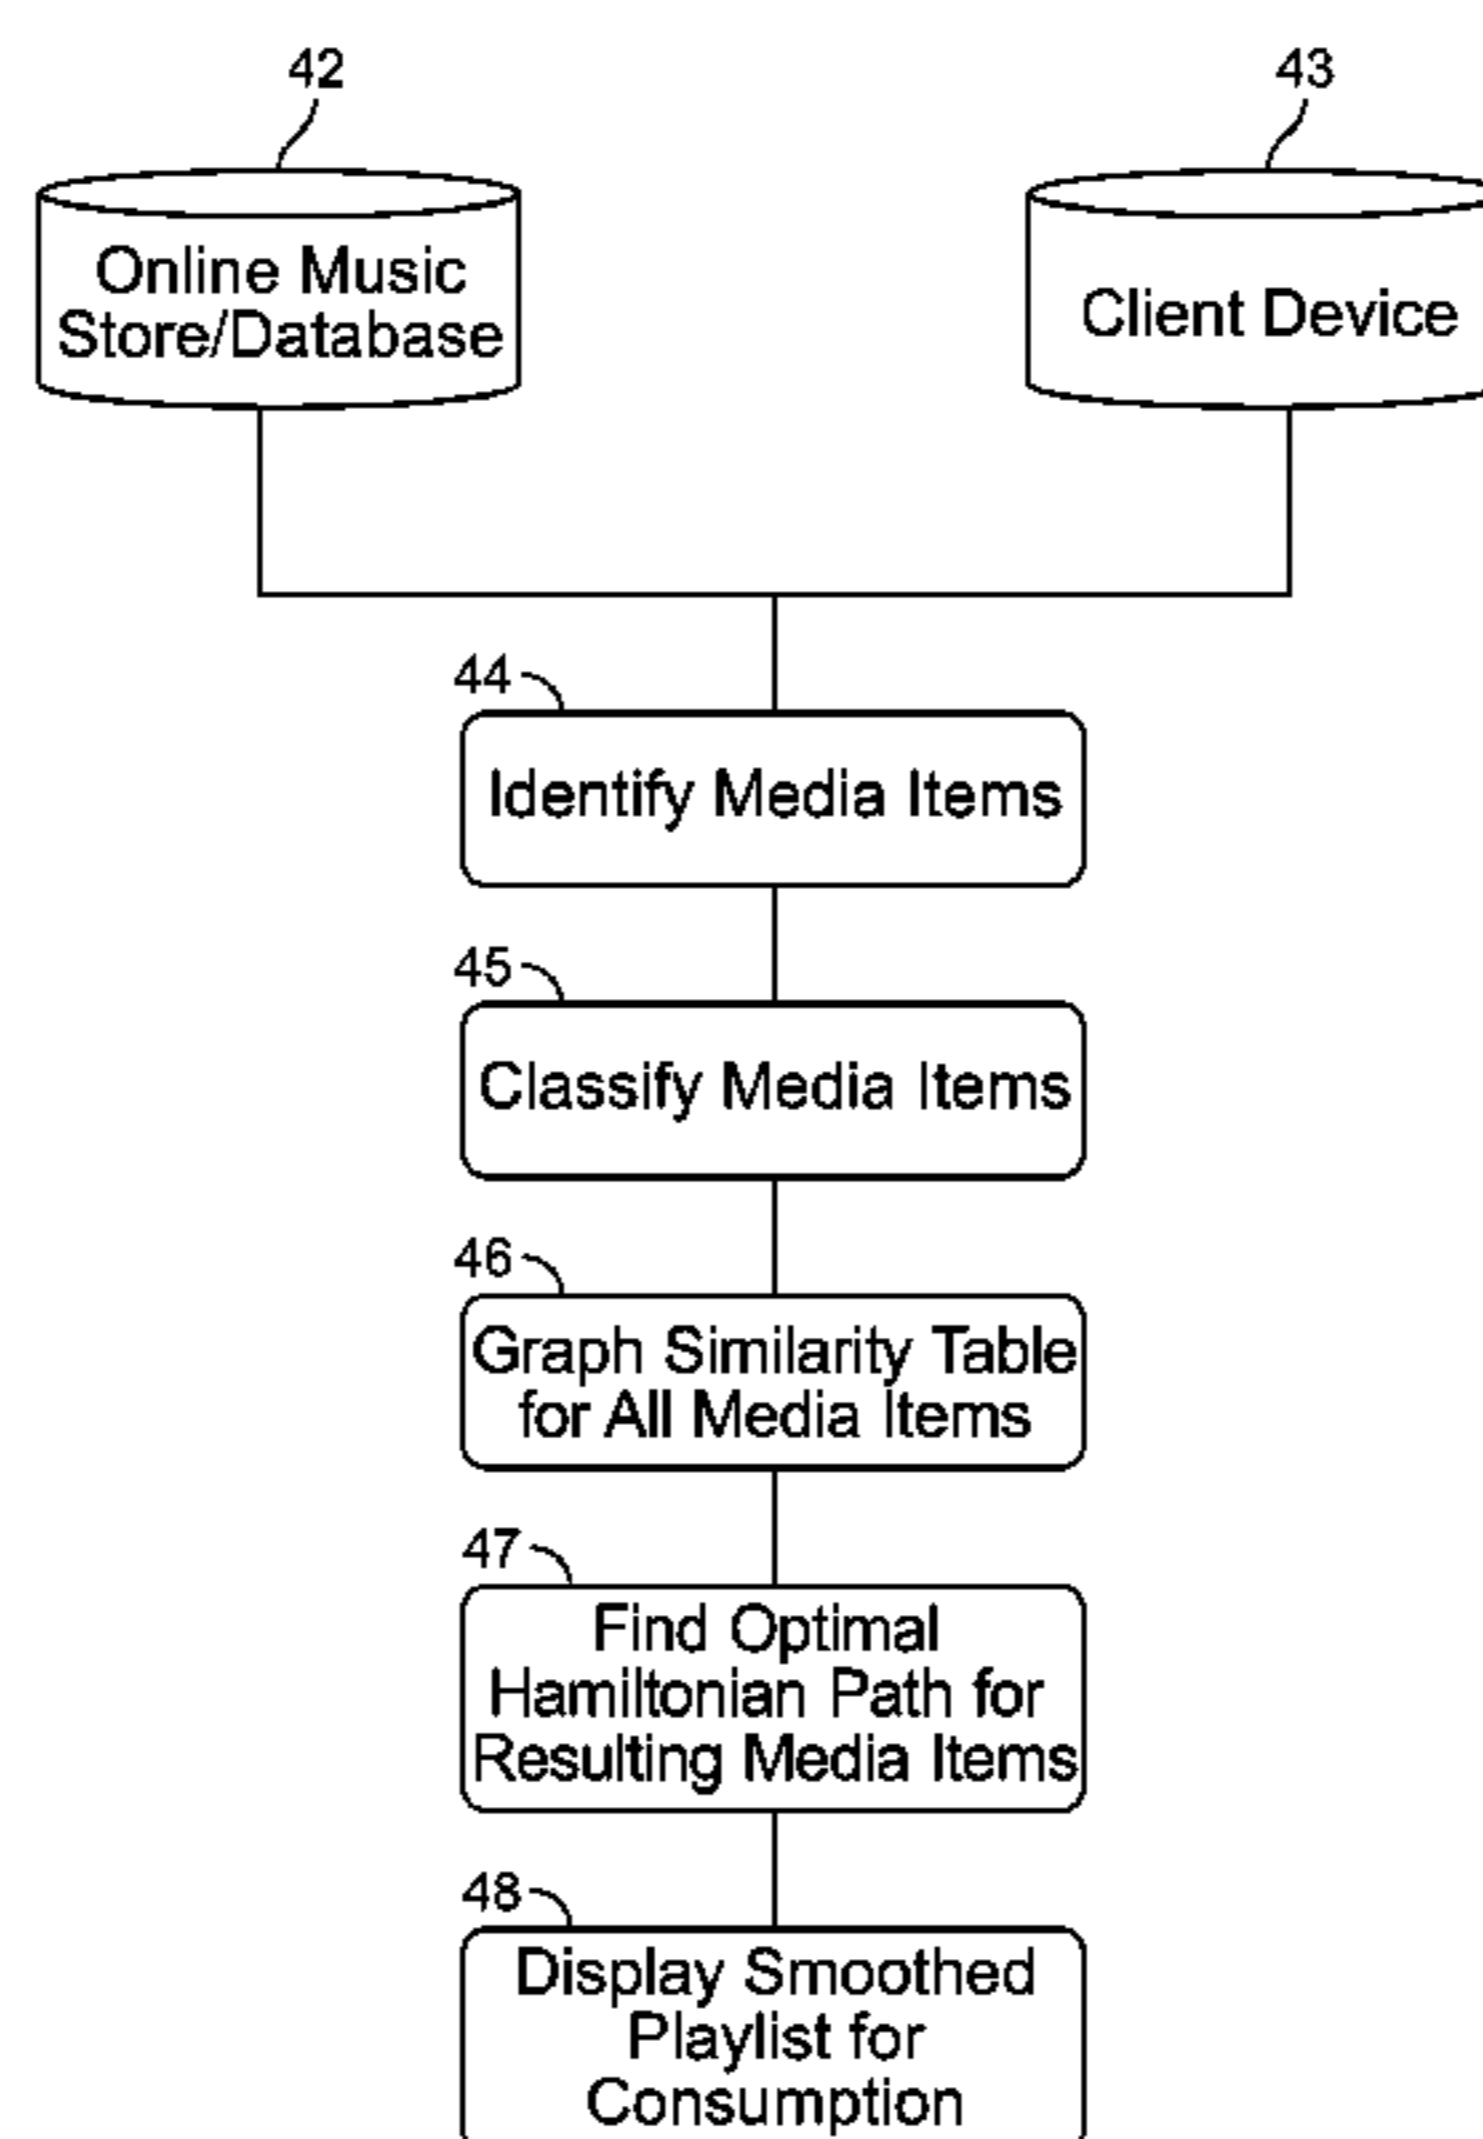 42
43
Online Music
Store/Database
Client Device
44
Identify Media Items
45
Classify Media Items
46
Graph Similarity Table
for All Media Items
47
Find Optimal
Hamiltonian Path for
Resulting Media Items
48
Display Smoothed
Playlist for
Consumption